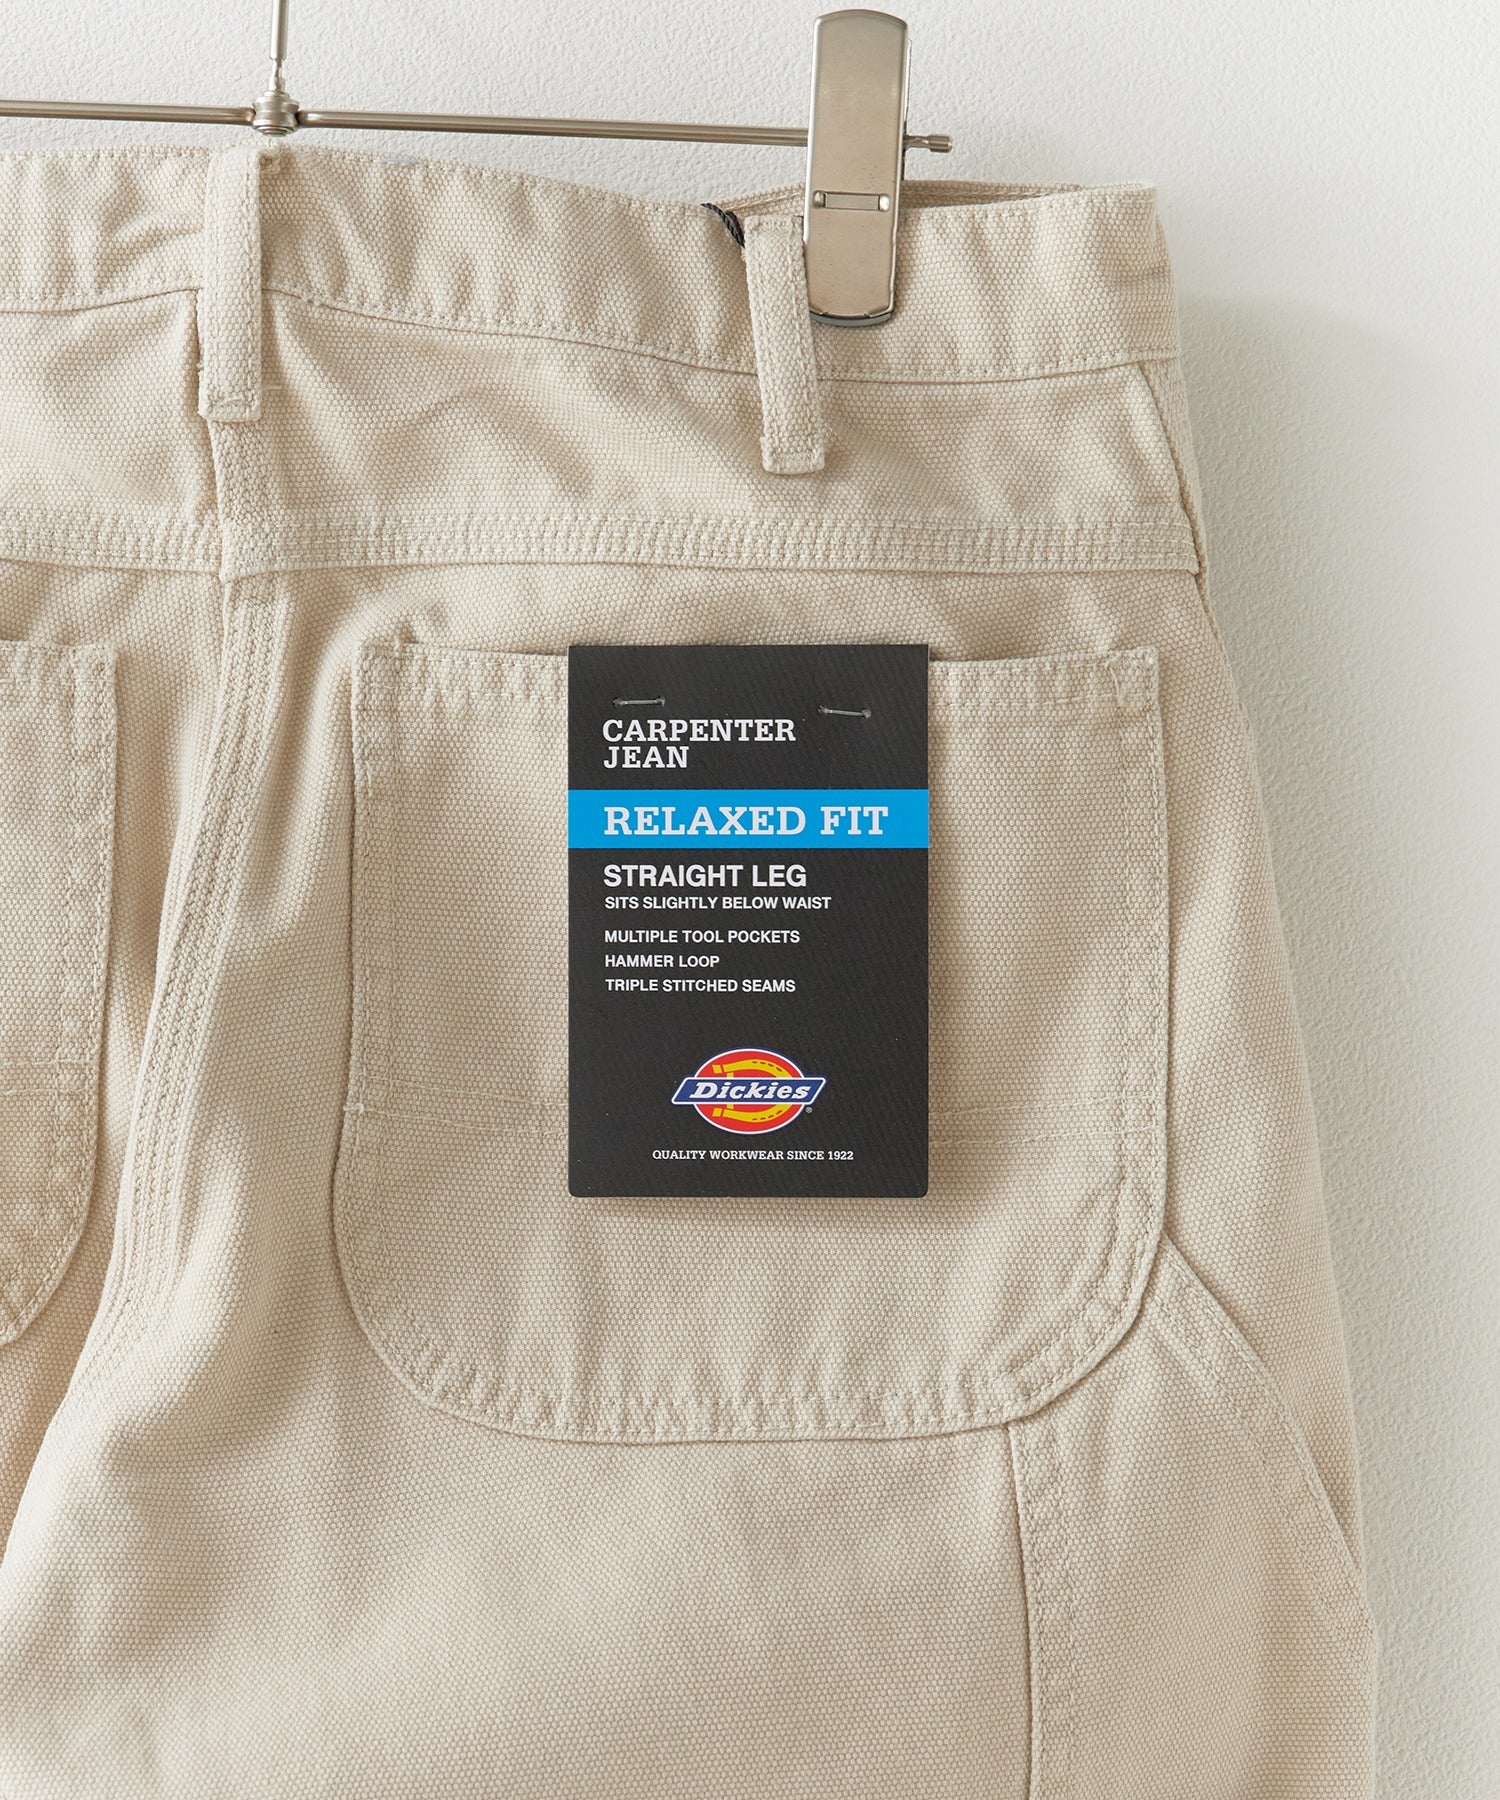 CARPENTER
JEAN
RELAXED FIT
STRAIGHT LEG
SITS SLIGHTLY BELOW WAIST
MULTIPLE TOOL POCKETS
HAMMER LOOP
TRIPLE STITCHED SEAMS
Dickies®
QUALITY WORKWEAR SINCE 1922